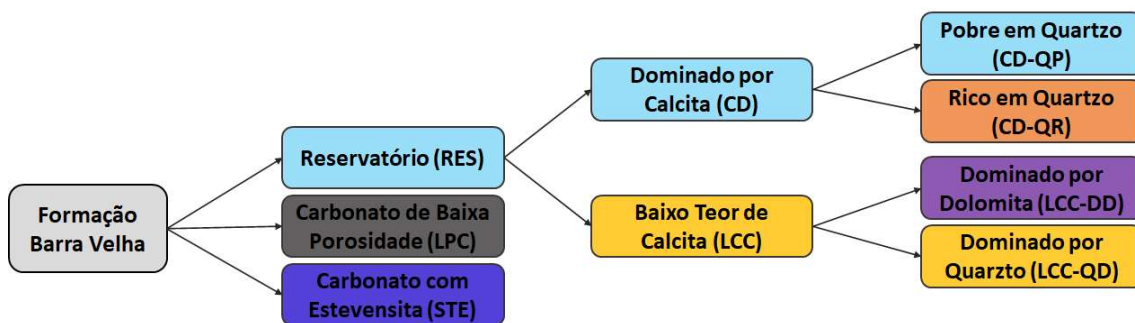 Formação
Barra Velha
Reservatório (RES)
Carbonato de Baixa
Porosidade (LPC)
Carbonato com
Estevensita (STE)
Dominado por
Calcita (CD)
Baixo Teor de
Calcita (LCC)
Pobre em Quartzo
(CD-QP)
Rico em Quartzo
(CD-QR)
Dominado por
Dolomita (LCC-DD)
Dominado por
Quarzto (LCC-QD)